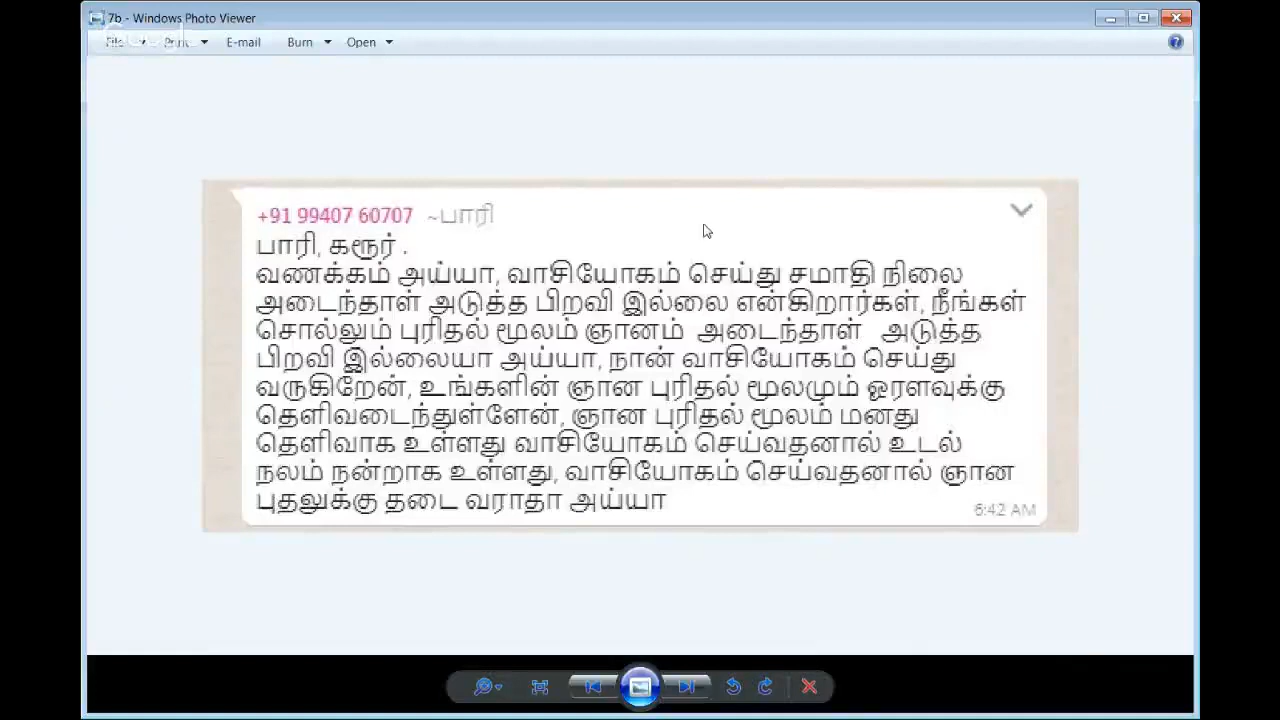 7b - Windows Photo Viewer
File Print E-mail Burn Open
+91 99407 60707 ~பாரி
பாரி, கரூர் .
வணக்கம் அய்யா, வாசியோகம் செய்து சமாதி நிலை
அடைந்தாள் அடுத்த பிறவி இல்லை என்கிறார்கள், நீங்கள்
சொல்லும் புரிதல் மூலம் ஞானம் அடைந்தாள் அடுத்த
பிறவி இல்லையா அய்யா, நான் வாசியோகம் செய்து
வருகிறேன், உங்களின் ஞான புரிதல் மூலமும் ஓரளவுக்கு
தெளிவடைந்துள்ளேன், ஞான புரிதல் மூலம் மனது
தெளிவாக உள்ளது வாசியோகம் செய்வதனால் உடல்
நலம் நன்றாக உள்ளது, வாசியோகம் செய்வதனால் ஞான
புதலுக்கு தடை வராதா அய்யா
6:42 AM